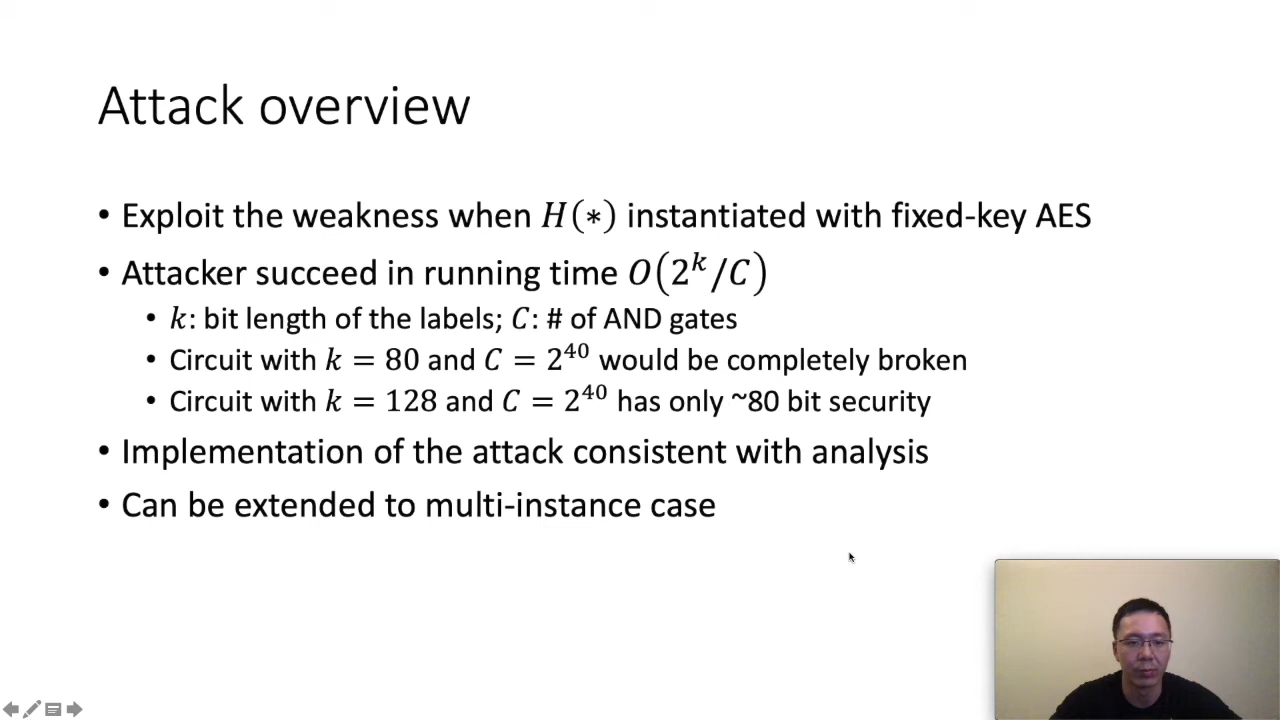 Attack overview
• Exploit the weakness when H(∗) instantiated with fixed-key AES
• Attacker succeed in running time O(2^k/C)
• k: bit length of the labels; C: # of AND gates
• Circuit with k = 80 and C = 2^40 would be completely broken
• Circuit with k = 128 and C = 2^40 has only ~80 bit security
• Implementation of the attack consistent with analysis
• Can be extended to multi-instance case